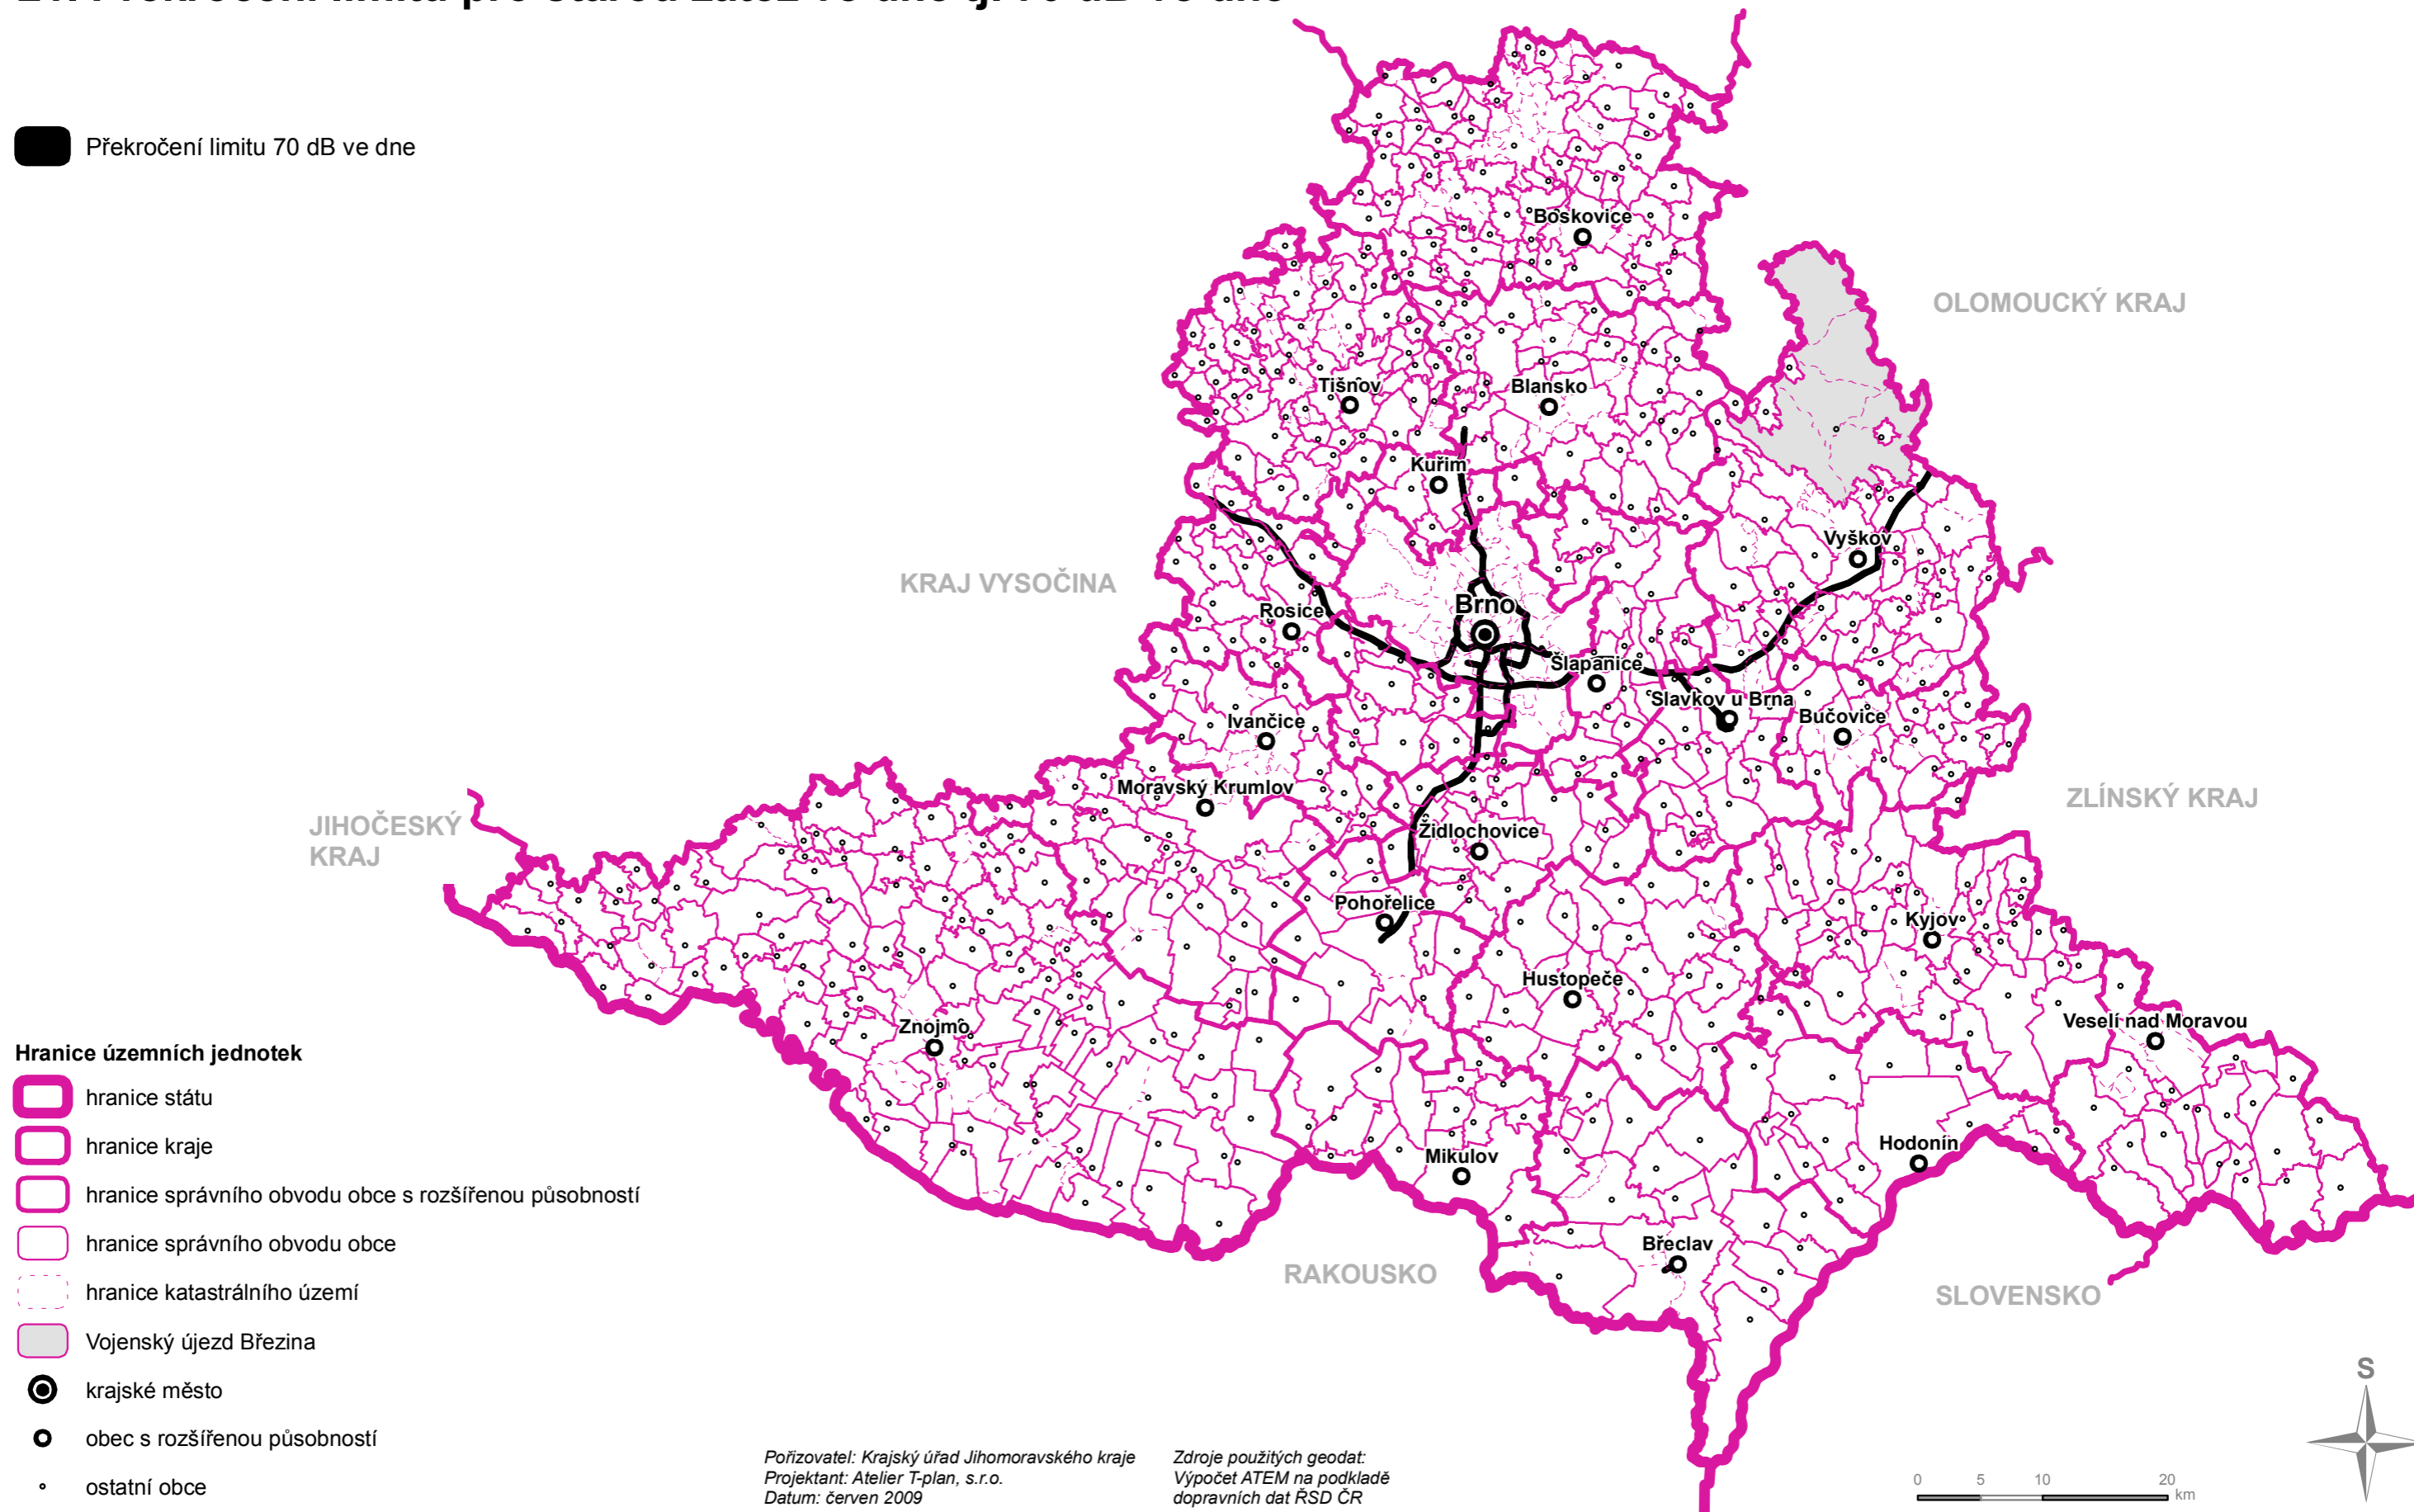 Překročení limitu 70 dB ve dne
Boskovice
OLOMOUCKÝ KRAJ
Tišnov
Blansko
Kuřim
Vyškov
KRAJ VYSOČINA
Rosice
Brno
Šlapanice
Slavkov u Brna
Bučovice
Ivančice
Moravský Krumlov
ZLÍNSKÝ KRAJ
JIHOČESKÝ
KRAJ
Židlochovice
Pohořelice
Kyjov
Hustopeče
Znojmo
Veselí nad Moravou
Mikulov
Hodonín
Břeclav
RAKOUSKO
SLOVENSKO
Hranice územních jednotek
hranice státu
hranice kraje
hranice správního obvodu obce s rozšířenou působností
hranice správního obvodu obce
hranice katastrálního území
Vojenský újezd Březina
krajské město
obec s rozšířenou působností
ostatní obce
Pořizovatel: Krajský úřad Jihomoravského kraje
Projektant: Atelier T-plan, s.r.o.
Datum: červen 2009
Zdroje použitých geodat:
Výpočet ATEM na podkladě
dopravních dat ŘSD ČR
S
0 5 10 20
km